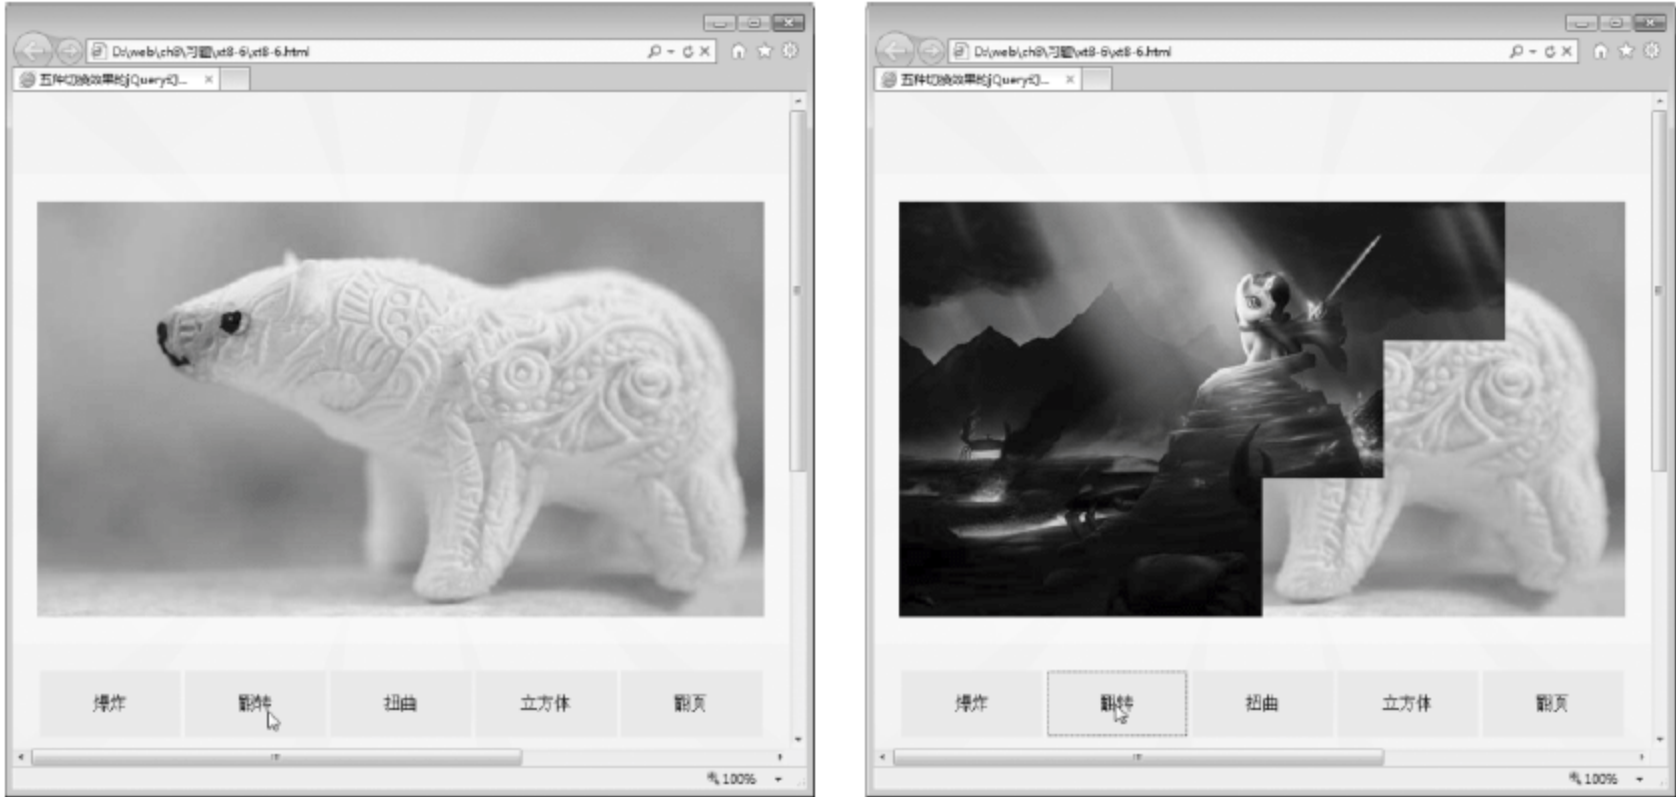 D:\web\ch8\习题\xt8-6\xt8-6.html
五种切换效果的jQuery幻...
爆炸
翻转
扭曲
立方体
翻页
100%
D:\web\ch8\习题\xt8-6\xt8-6.html
五种切换效果的jQuery幻...
爆炸
翻转
扭曲
立方体
翻页
100%